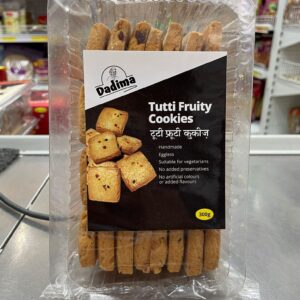 Dadima
Tutti Fruity
Cookies
टूटी फ्रूटी कुकीज़
Handmade
Eggless
Suitable for vegetarians
No added preservatives
No artificial colours
or added flavours
300g